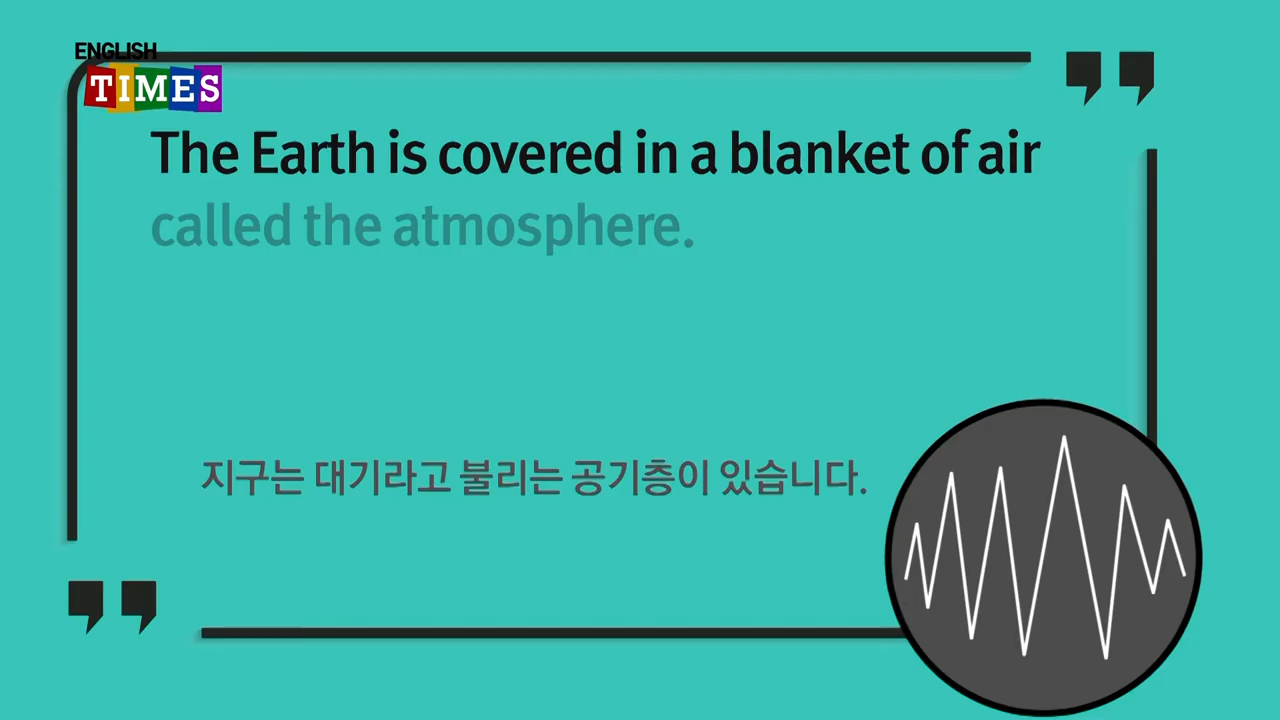 ENGLISH
TIMES
The Earth is covered in a blanket of air
called the atmosphere.
지구는 대기라고 불리는 공기층이 있습니다.